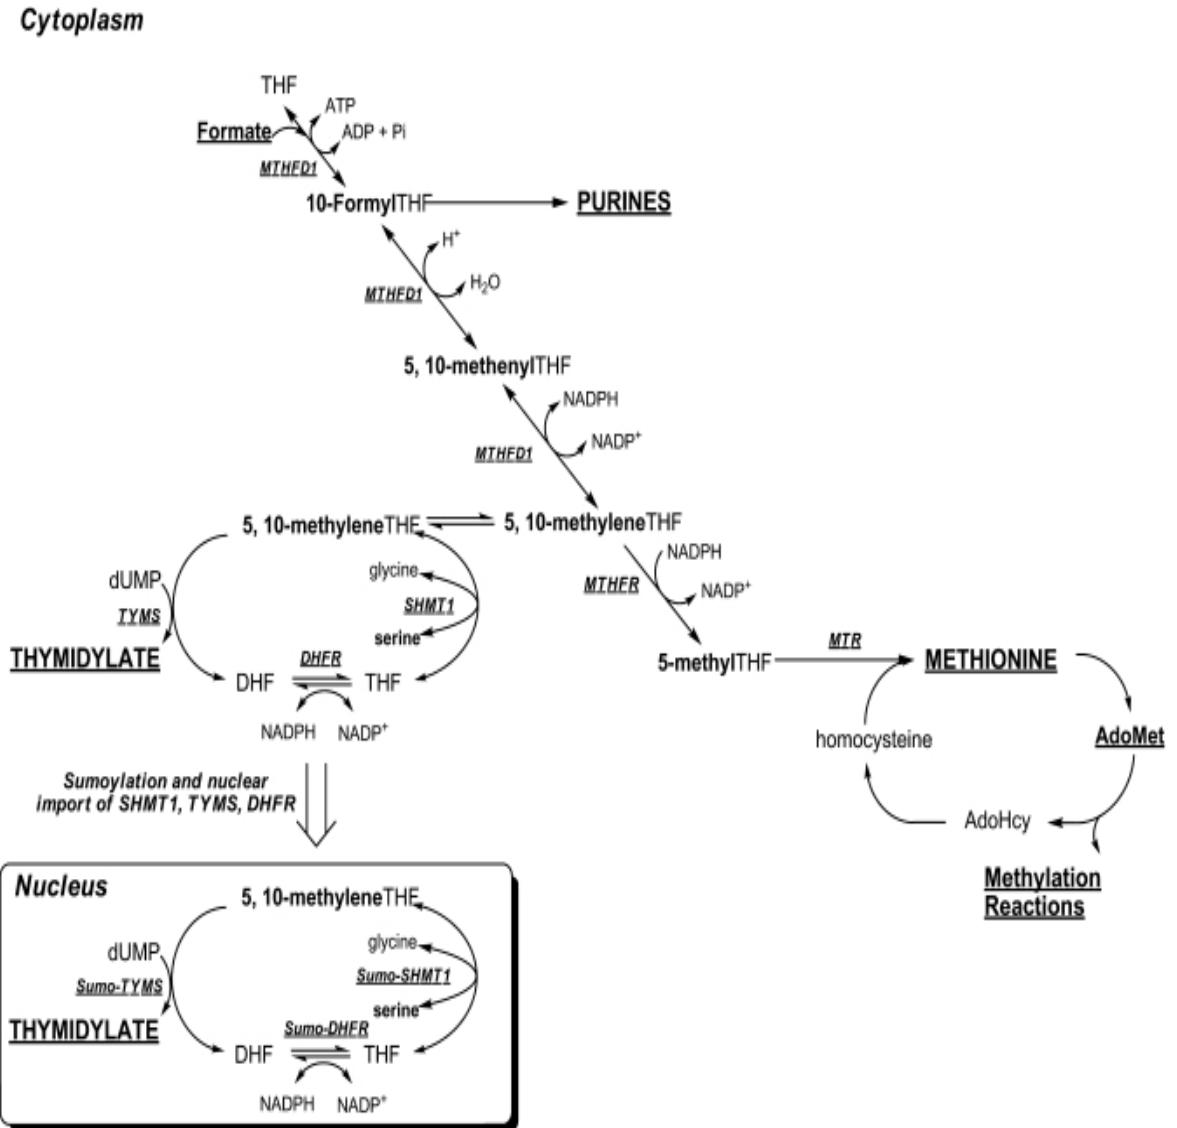 Cytoplasm
THF
ATP
Formate
ADP + Pi
MTHFD1
10-FormylTHF
PURINES
H⁺
H₂O
MTHFD1
5, 10-methenylTHF
NADPH
NADP⁺
MTHFD1
5, 10-methyleneTHF
5, 10-methyleneTHF
NADPH
NADP⁺
MTHFR
dUMP
glycine
TYMS
SHMT1
serine
THYMIDYLATE
DHFR
DHF
THF
NADPH
NADP⁺
5-methylTHF
MTR
METHIONINE
homocysteine
AdoMet
AdoHcy
Methylation
Reactions
Sumoylation and nuclear
import of SHMT1, TYMS, DHFR
Nucleus
5, 10-methyleneTHF
dUMP
glycine
Sumo-TYMS
Sumo-SHMT1
serine
THYMIDYLATE
Sumo-DHFR
DHF
THF
NADPH
NADP⁺